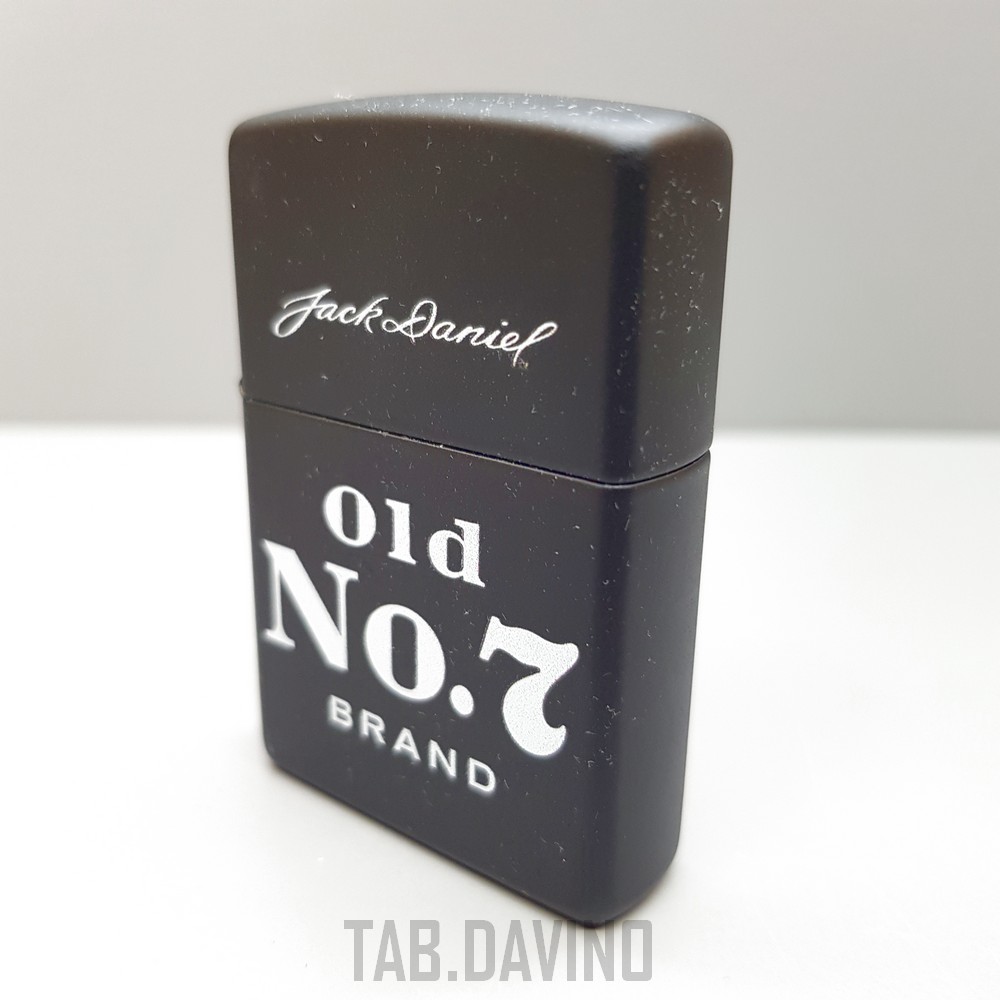 Jack Daniel
Old
No.7
BRAND
TAB.DAVINO